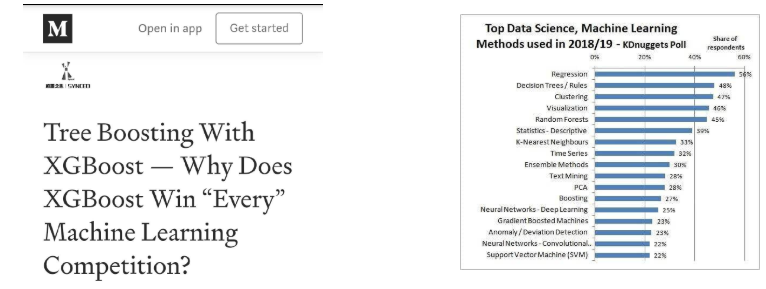 M
Open in app
Get started
SYNCED
Tree Boosting With
XGBoost — Why Does
XGBoost Win “Every”
Machine Learning
Competition?
Top Data Science, Machine Learning
Methods used in 2018/19 - KDnuggets Poll
Share of
respondents
0% 20% 40% 60%
Regression 56%
Decision Trees / Rules 48%
Clustering 47%
Visualization 46%
Random Forests 45%
Statistics - Descriptive 39%
K-Nearest Neighbours 33%
Time Series 32%
Ensemble Methods 30%
Text Mining 28%
PCA 28%
Boosting 27%
Neural Networks - Deep Learning 25%
Gradient Boosted Machines 23%
Anomaly / Deviation Detection 23%
Neural Networks - Convolutional.. 22%
Support Vector Machine (SVM) 22%